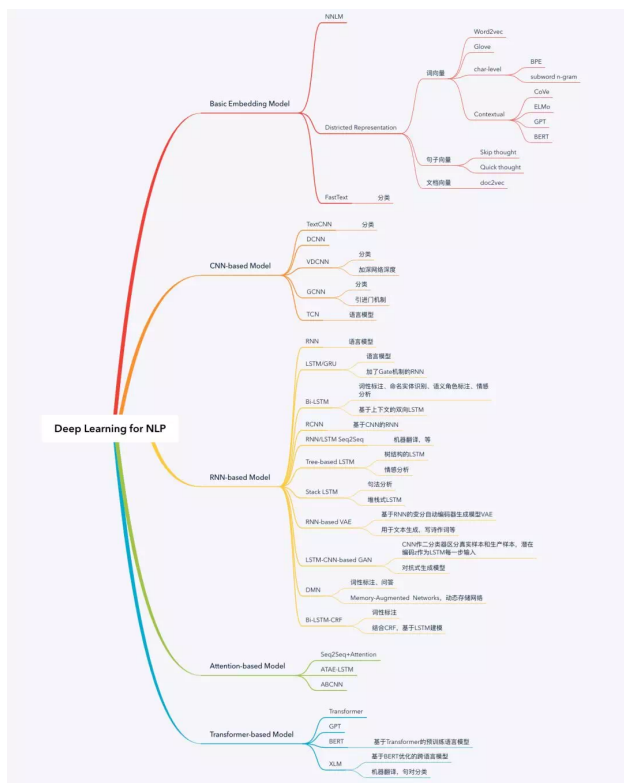 Deep Learning for NLP
Basic Embedding Model
NNLM
Districted Representation
词向量
Word2vec
Glove
char-level
BPE
subword n-gram
Contextual
CoVe
ELMo
GPT
BERT
句子向量
Skip thought
Quick thought
文档向量
doc2vec
FastText
分类
CNN-based Model
TextCNN
分类
DCNN
VDCNN
分类
加深网络深度
GCNN
分类
引进门机制
TCN
语言模型
RNN-based Model
RNN
语言模型
LSTM/GRU
语言模型
加了Gate机制的RNN
Bi-LSTM
词性标注、命名实体识别、语义角色标注、情感
分析
基于上下文的双向LSTM
RCNN
基于CNN的RNN
RNN/LSTM Seq2Seq
机器翻译，等
Tree-based LSTM
树结构的LSTM
情感分析
Stack LSTM
句法分析
堆栈式LSTM
RNN-based VAE
基于RNN的变分自动编码器生成模型VAE
用于文本生成，写诗作词等
LSTM-CNN-based GAN
CNN作二分类器区分真实样本和生产样本，潜在
编码z作为LSTM每一步输入
对抗式生成模型
DMN
词性标注、问答
Memory-Augmented Networks，动态存储网络
Bi-LSTM-CRF
词性标注
结合CRF，基于LSTM建模
Attention-based Model
Seq2Seq+Attention
ATAE-LSTM
ABCNN
Transformer-based Model
Transformer
GPT
BERT
基于Transformer的预训练语言模型
XLM
基于BERT优化的跨语言模型
机器翻译，句对分类